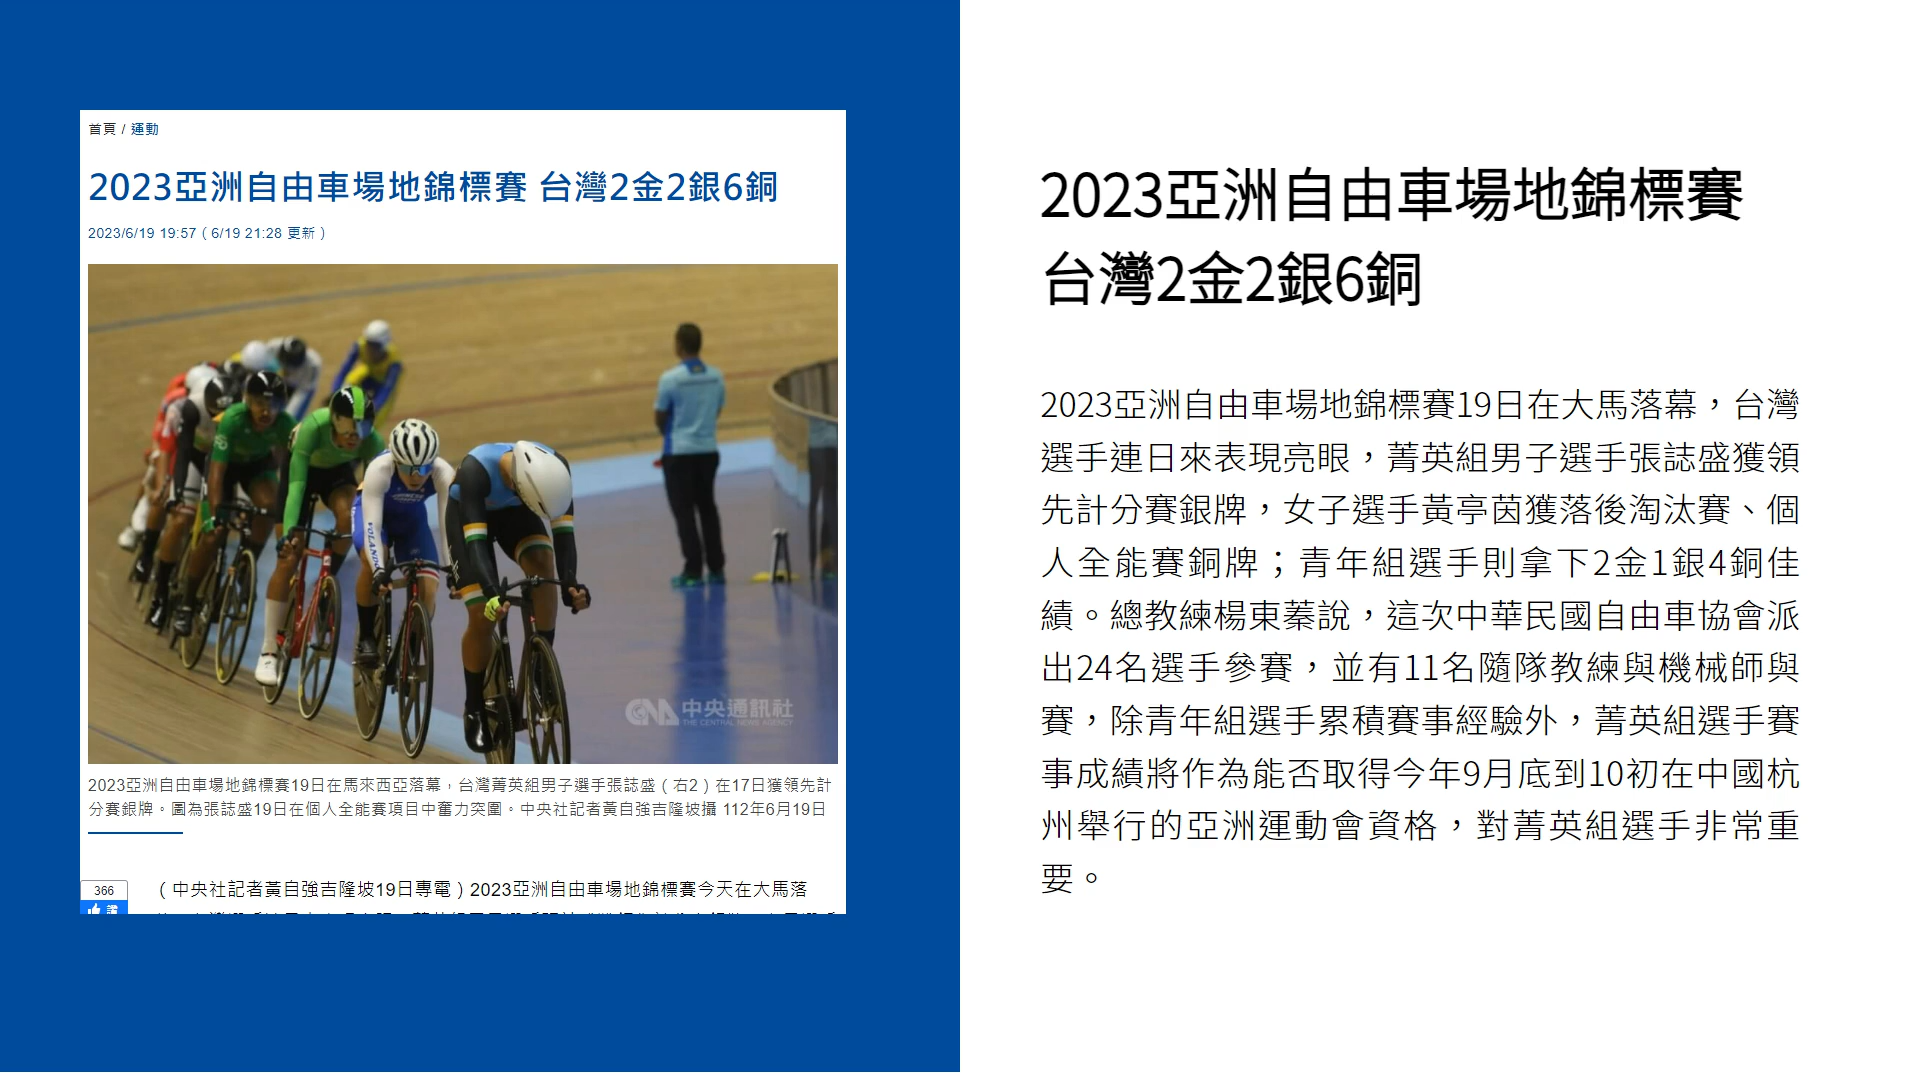 首頁 / 運動
2023亞洲自由車場地錦標賽 台灣2金2銀6銅
2023/6/19 19:57（6/19 21:28 更新）
CNA 中央通訊社
THE CENTRAL NEWS AGENCY
2023亞洲自由車場地錦標賽19日在馬來西亞落幕，台灣菁英組男子選手張誌盛（右2）在17日獲領先計
分賽銀牌。圖為張誌盛19日在個人全能賽項目中奮力突圍。中央社記者黃自強吉隆坡攝 112年6月19日
366
讚
（中央社記者黃自強吉隆坡19日專電）2023亞洲自由車場地錦標賽今天在大馬落
2023亞洲自由車場地錦標賽
台灣2金2銀6銅
2023亞洲自由車場地錦標賽19日在大馬落幕，台灣
選手連日來表現亮眼，菁英組男子選手張誌盛獲領
先計分賽銀牌，女子選手黃亭茵獲落後淘汰賽、個
人全能賽銅牌；青年組選手則拿下2金1銀4銅佳
績。總教練楊東蓁說，這次中華民國自由車協會派
出24名選手參賽，並有11名隨隊教練與機械師與
賽，除青年組選手累積賽事經驗外，菁英組選手賽
事成績將作為能否取得今年9月底到10初在中國杭
州舉行的亞洲運動會資格，對菁英組選手非常重
要。